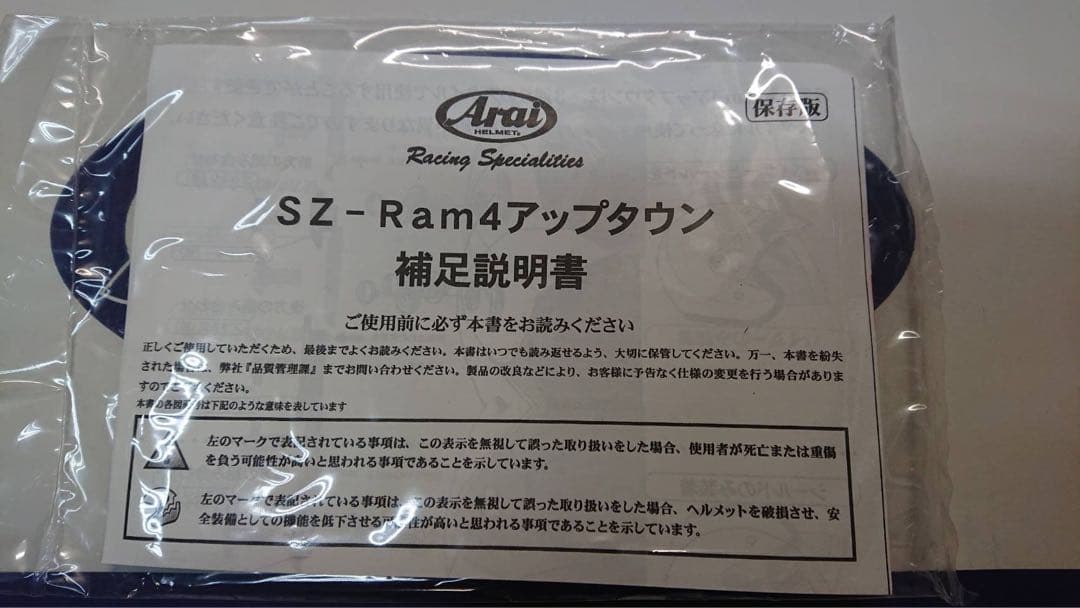 Arai
HELMET
保存版
Racing Specialities
SZ-Ram4アップタウン
補足説明書
ご使用前に必ず本書をお読みください
正しくご使用していただくため、最後までよくお読みください。本書はいつでも読み返せるよう、大切に保管してください。万一、本書を紛失
された場合は、弊社『品質管理課』までお問い合わせください。製品の改良などにより、お客様に予告なく仕様の変更を行う場合がありま
すのでご ください。
本書の各図 は下記のような意味を表しています
左のマークで表記されている事項は、この表示を無視して誤った取り扱いをした場合、使用者が死亡または重傷
を負う可能性が高いと思われる事項であることを示しています。
左のマークで表記されている事項は、この表示を無視して誤った取り扱いをした場合、ヘルメットを破損させ、安
全装備としての機能を低下させる可能性が高いと思われる事項であることを示しています。